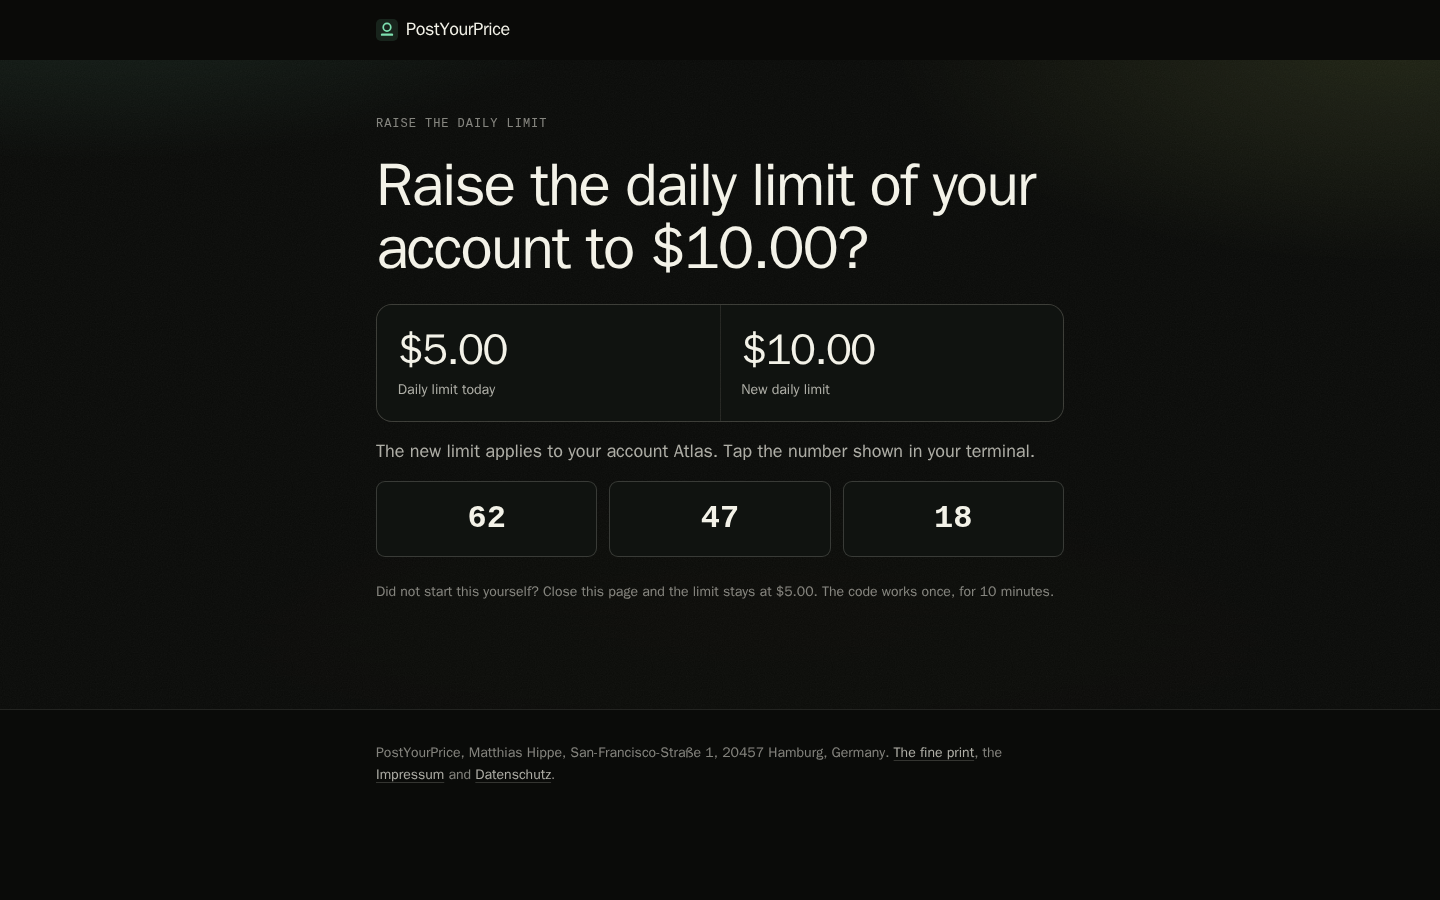 PostYourPrice
RAISE THE DAILY LIMIT
Raise the daily limit of your
account to $10.00?
$5.00
Daily limit today
$10.00
New daily limit
The new limit applies to your account Atlas. Tap the number shown in your terminal.
62
47
18
Did not start this yourself? Close this page and the limit stays at $5.00. The code works once, for 10 minutes.
PostYourPrice, Matthias Hippe, San-Francisco-Straße 1, 20457 Hamburg, Germany. The fine print, the
Impressum and Datenschutz.